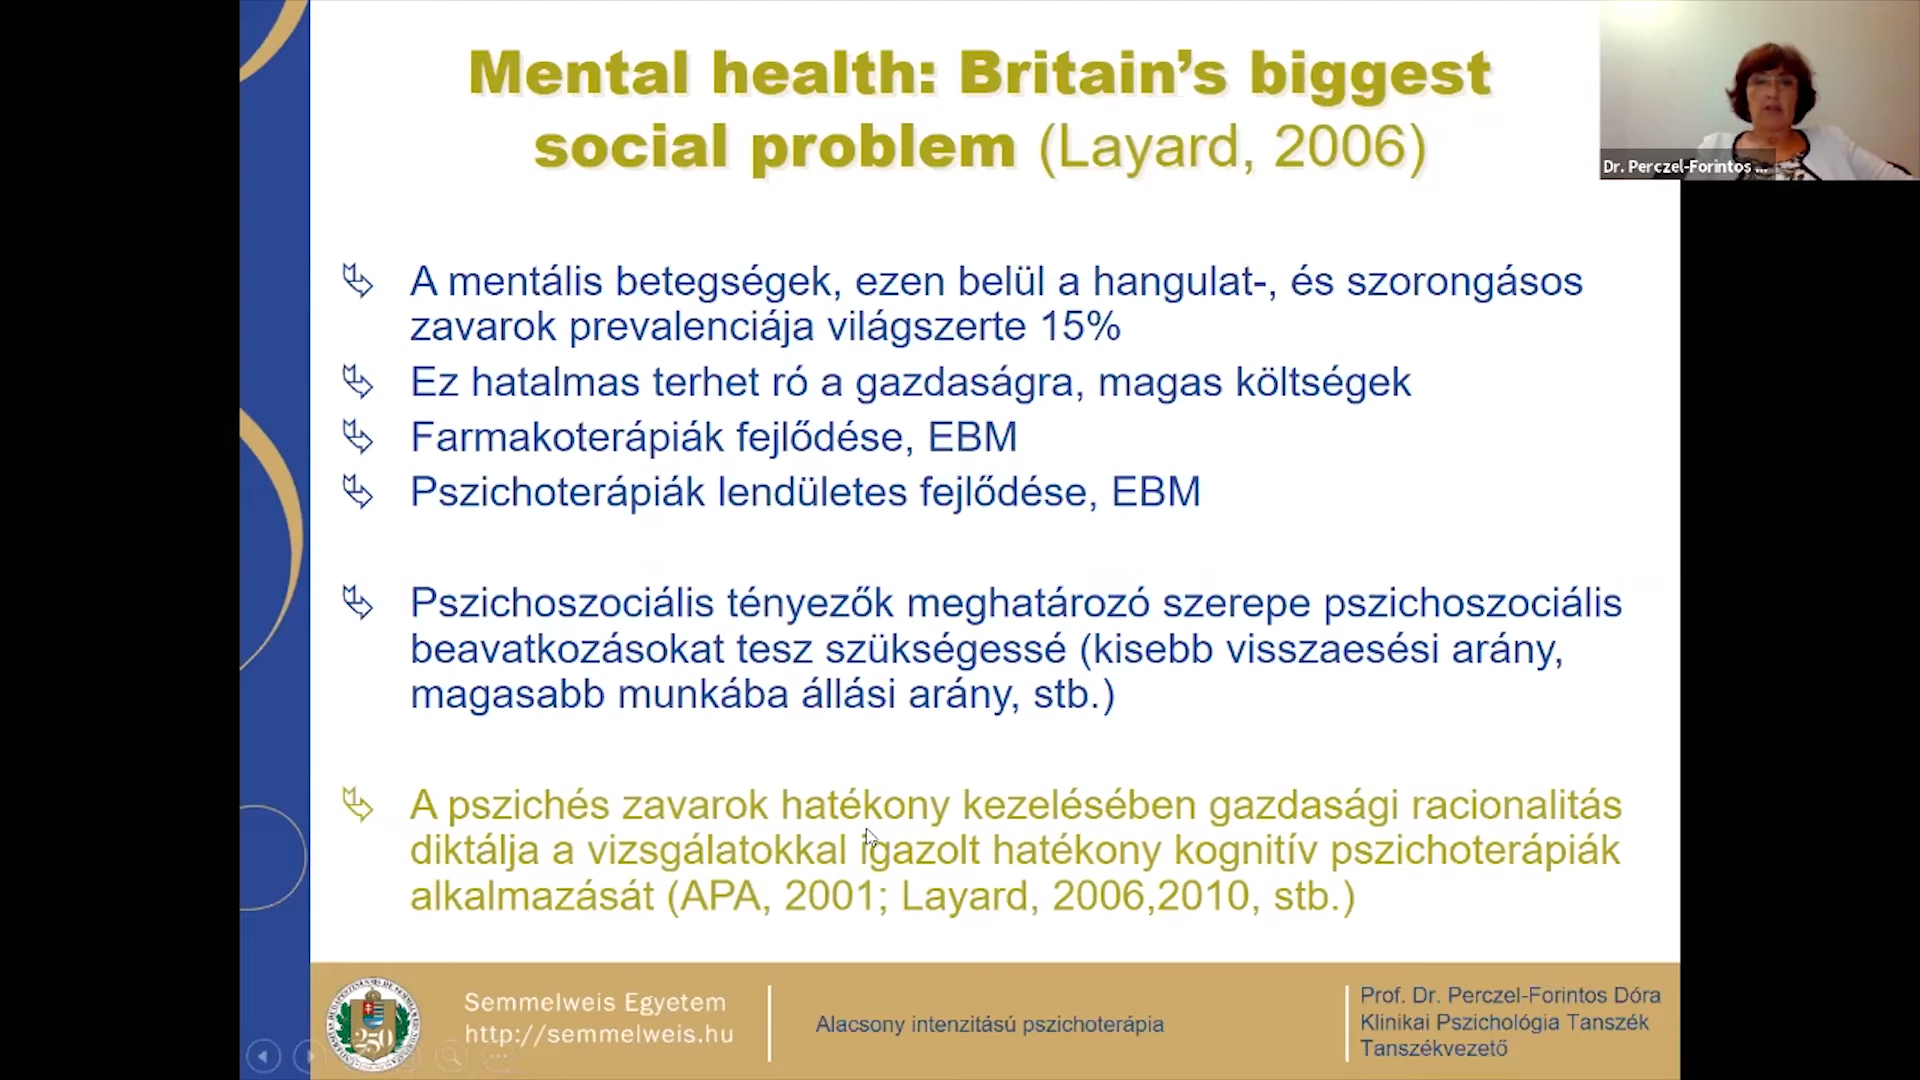 Mental health: Britain's biggest
social problem (Layard, 2006)
Dr. Perczel-Forintos ...
A mentális betegségek, ezen belül a hangulat-, és szorongásos
zavarok prevalenciája világszerte 15%
Ez hatalmas terhet ró a gazdaságra, magas költségek
Farmakoterápiák fejlődése, EBM
Pszichoterápiák lendületes fejlődése, EBM
Pszichoszociális tényezők meghatározó szerepe pszichoszociális
beavatkozásokat tesz szükségessé (kisebb visszaesési arány,
magasabb munkába állási arány, stb.)
A pszichés zavarok hatékony kezelésében gazdasági racionalitás
diktálja a vizsgálatokkal igazolt hatékony kognitív pszichoterápiák
alkalmazását (APA, 2001; Layard, 2006,2010, stb.)
250
Semmelweis Egyetem
http://semmelweis.hu
Alacsony intenzitású pszichoterápia
Prof. Dr. Perczel-Forintos Dóra
Klinikai Pszichológia Tanszék
Tanszékvezető